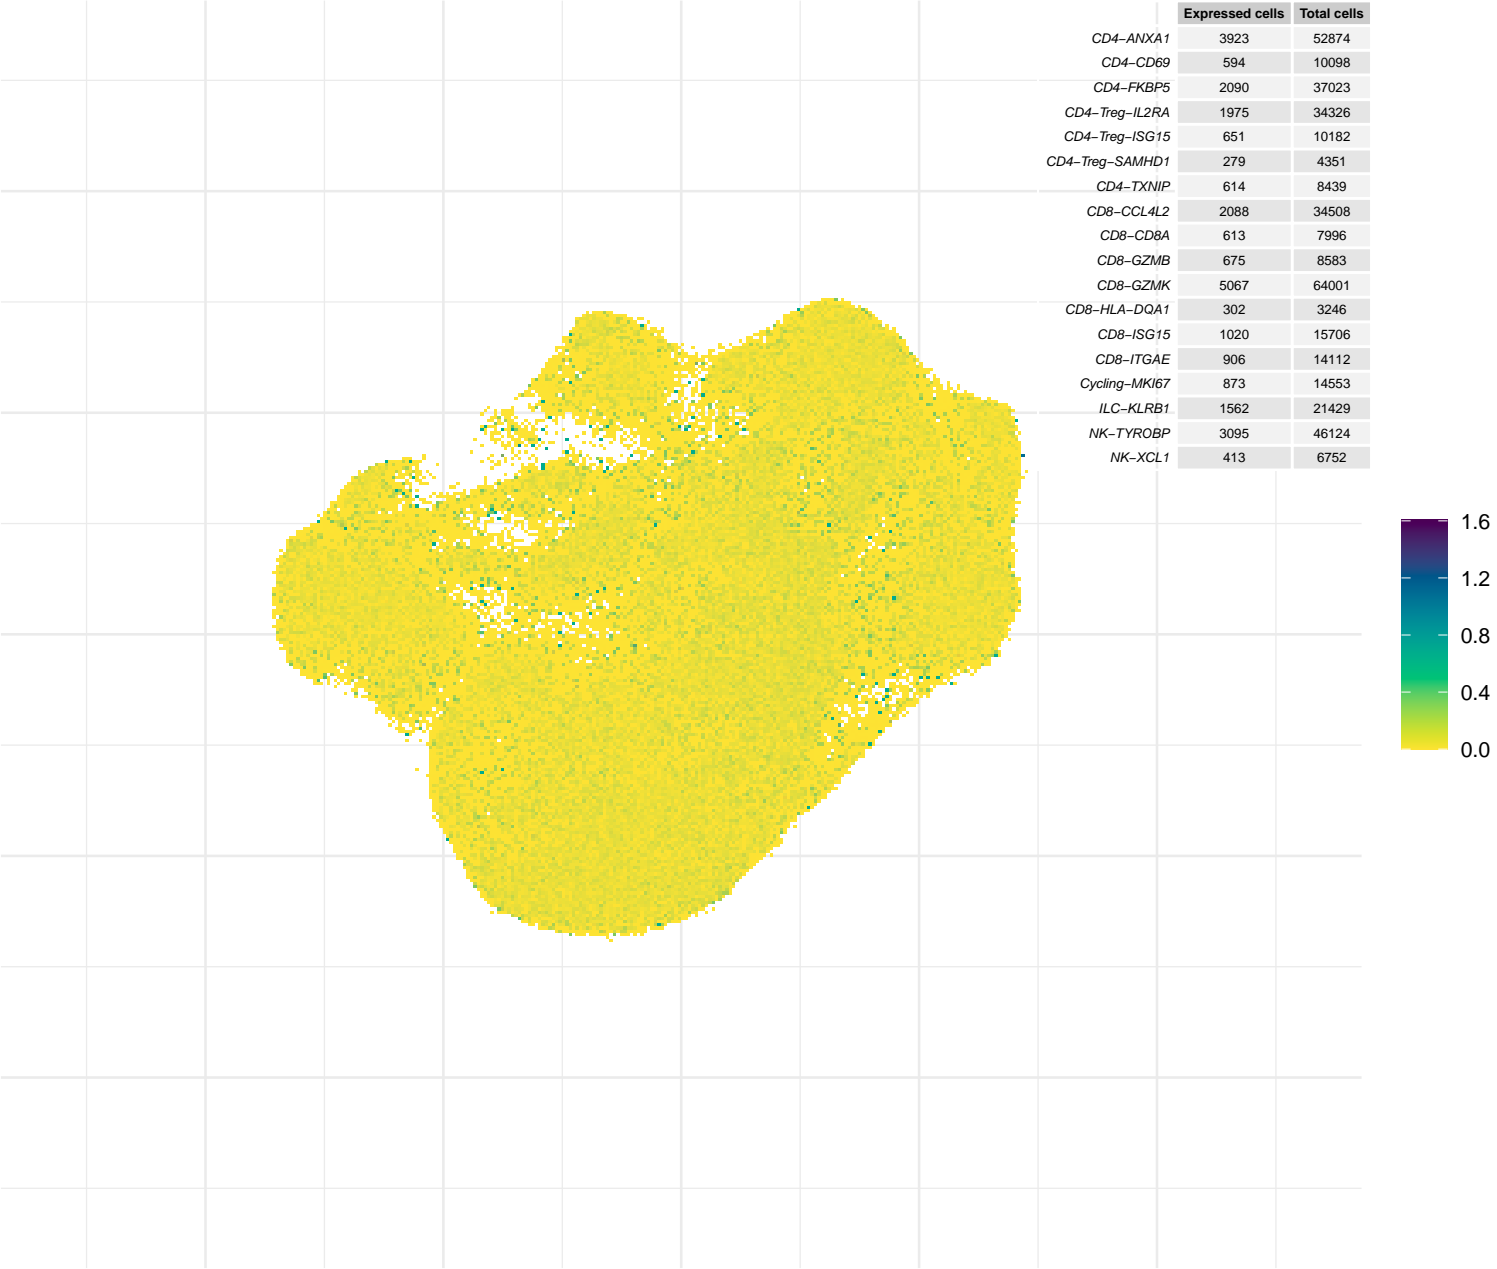 Expressed cells Total cells
CD4−ANXA1 3923 52874
CD4−CD69 594 10098
CD4−FKBP5 2090 37023
CD4−Treg−IL2RA 1975 34326
CD4−Treg−ISG15 651 10182
CD4−Treg−SAMHD1 279 4351
CD4−TXNIP 614 8439
CD8−CCL4L2 2088 34508
CD8−CD8A 613 7996
CD8−GZMB 675 8583
CD8−GZMK 5067 64001
CD8−HLA−DQA1 302 3246
CD8−ISG15 1020 15706
CD8−ITGAE 906 14112
Cycling−MKI67 873 14553
ILC−KLRB1 1562 21429
NK−TYROBP 3095 46124
NK−XCL1 413 6752
1.6
1.2
0.8
0.4
0.0